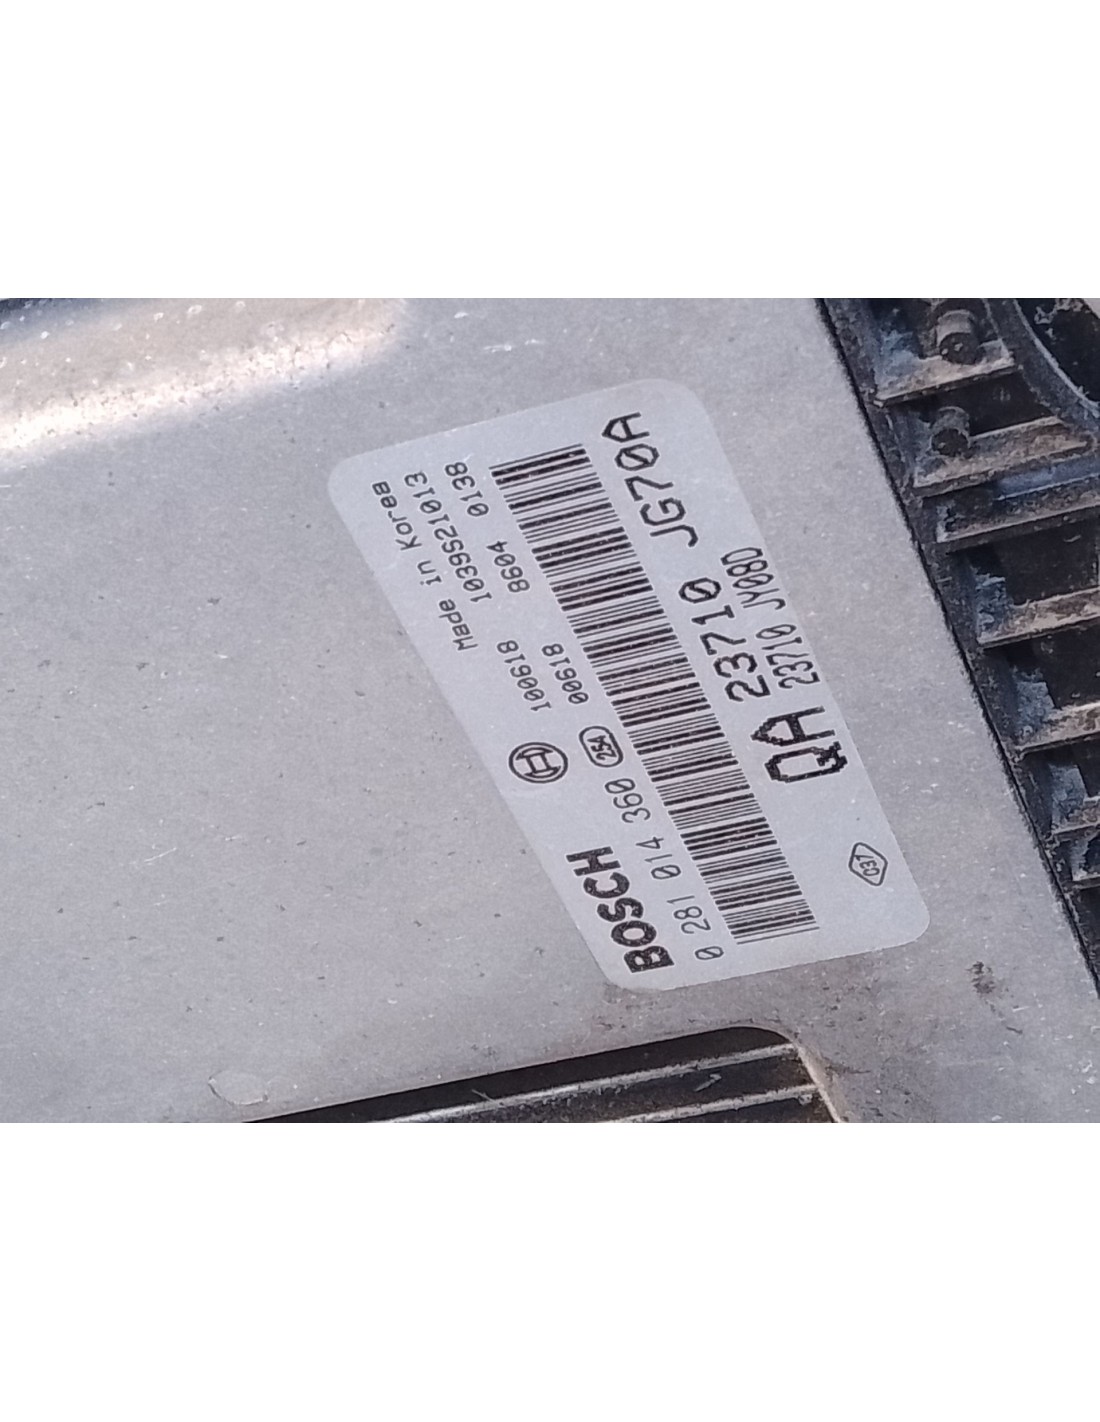 Made in Korea
100618 1039S21013
00618 8604 0138
BOSCH
0 281 014 360 254
QA 23710 JG70A
23710 JY08D
037